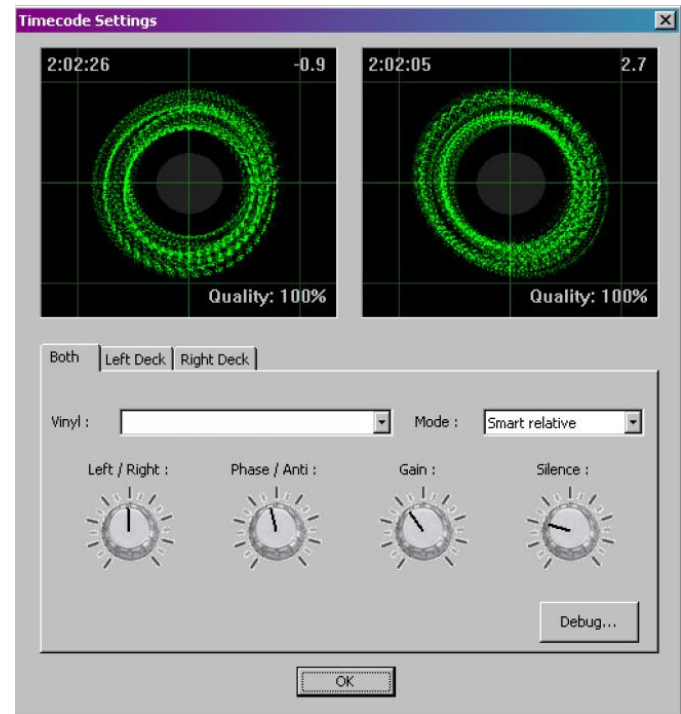 Timecode Settings
2:02:26 -0.9 2:02:05 2.7
Quality: 100% Quality: 100%
Both Left Deck Right Deck
Vinyl : Mode : Smart relative
Left / Right : Phase / Anti : Gain : Silence :
Debug...
OK